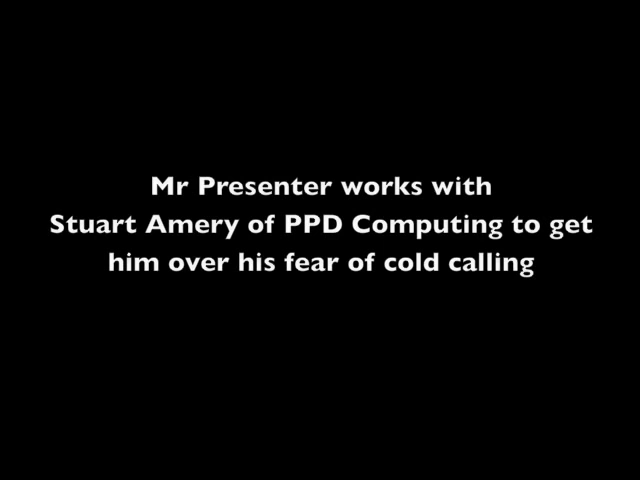 Mr Presenter works with
Stuart Amery of PPD Computing to get
him over his fear of cold calling